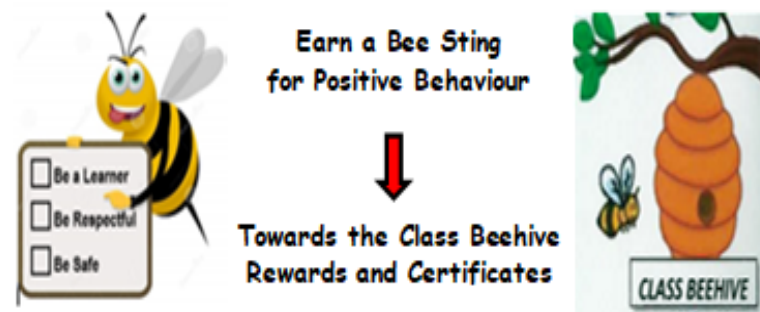 Earn a Bee Sting
for Positive Behaviour
Be a Learner
Be Respectful
Be Safe
Towards the Class Beehive
Rewards and Certificates
CLASS BEEHIVE